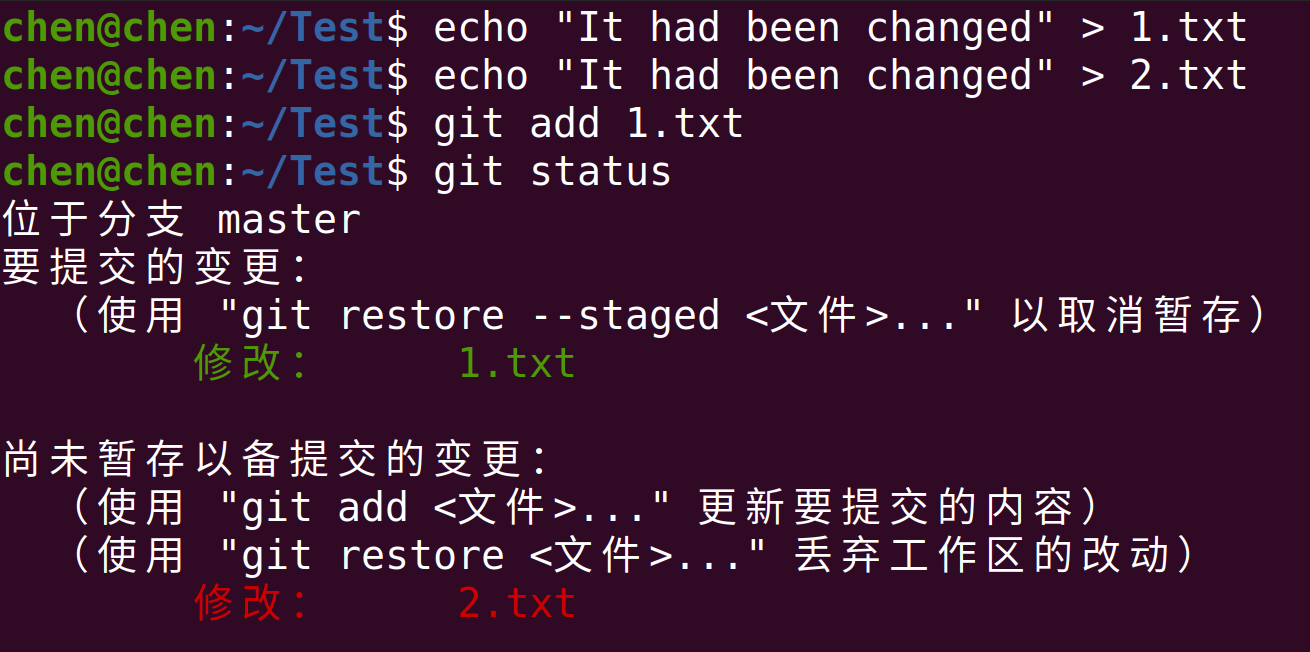 chen@chen:~/Test$ echo "It had been changed" > 1.txt
chen@chen:~/Test$ echo "It had been changed" > 2.txt
chen@chen:~/Test$ git add 1.txt
chen@chen:~/Test$ git status
位于分支 master
要提交的变更：
  （使用 "git restore --staged <文件>..." 以取消暂存）
        修改：     1.txt

尚未暂存以备提交的变更：
  （使用 "git add <文件>..." 更新要提交的内容）
  （使用 "git restore <文件>..." 丢弃工作区的改动）
        修改：     2.txt